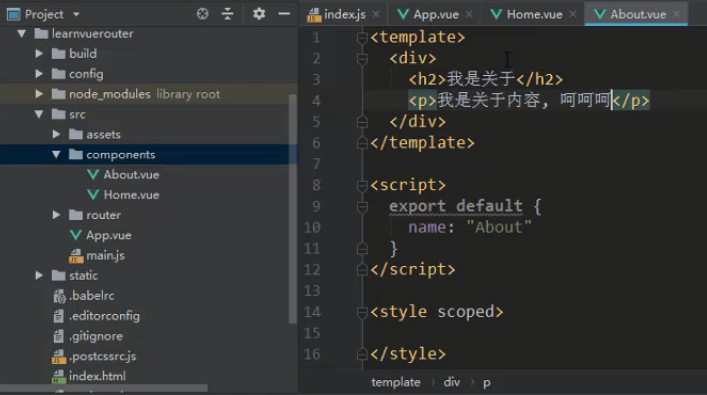 Project
index.js
App.vue
Home.vue
About.vue
learnvuerouter
build
config
node_modules library root
src
assets
components
About.vue
Home.vue
router
App.vue
main.js
static
.babelrc
.editorconfig
.gitignore
.postcssrc.js
index.html
1 <template>
2 <div>
3 <h2>我是关于</h2>
4 <p>我是关于内容, 呵呵呵</p>
5 </div>
6 </template>
7
8 <script>
9 export default {
10 name: "About"
11 }
12 </script>
13
14 <style scoped>
15
16 </style>
template › div › p